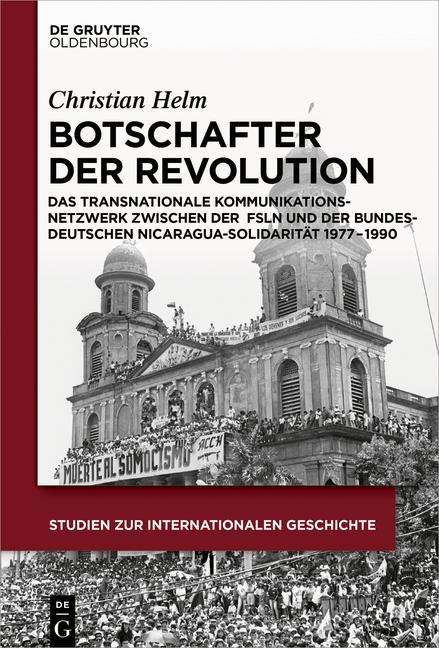 DE GRUYTER
OLDENBOURG
Christian Helm
BOTSCHAFTER
DER REVOLUTION
DAS TRANSNATIONALE KOMMUNIKATIONS-
NETZWERK ZWISCHEN DER FSLN UND DER BUNDES-
DEUTSCHEN NICARAGUA-SOLIDARITÄT 1977–1990
MUERTE AL SOMOCISMO
STUDIEN ZUR INTERNATIONALEN GESCHICHTE
DE
G